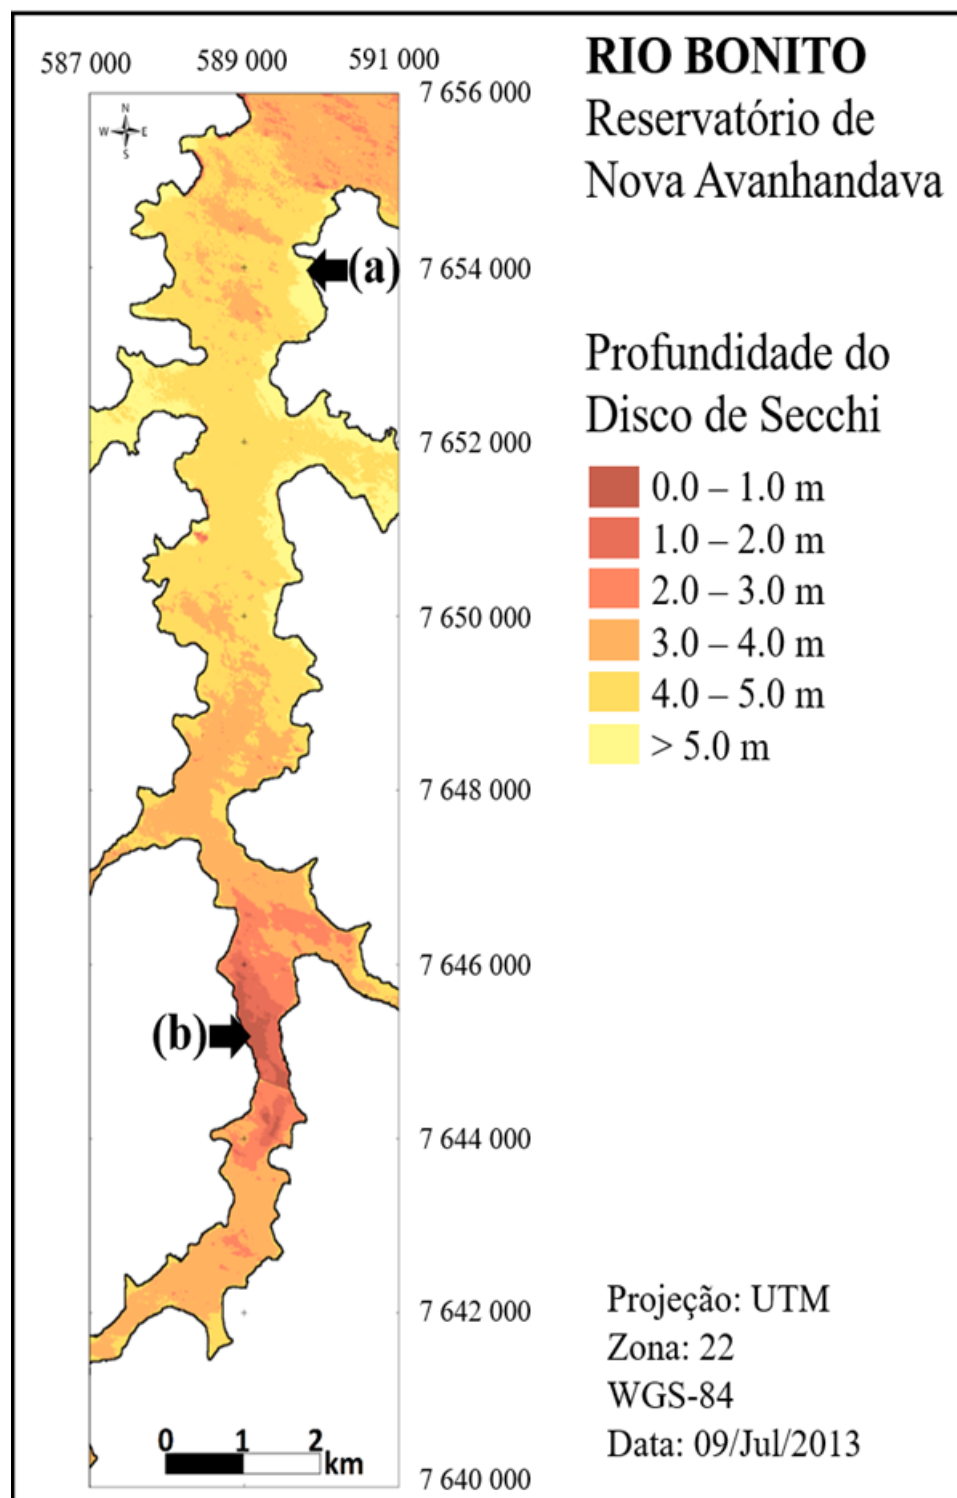 587 000 589 000 591 000
RIO BONITO
Reservatório de
Nova Avanhandava
N
W E
S
7 656 000
(a)
7 654 000
7 652 000
7 650 000
7 648 000
7 646 000
(b)
7 644 000
7 642 000
7 640 000
Profundidade do
Disco de Secchi
0.0 – 1.0 m
1.0 – 2.0 m
2.0 – 3.0 m
3.0 – 4.0 m
4.0 – 5.0 m
> 5.0 m
0 1 2
km
Projeção: UTM
Zona: 22
WGS-84
Data: 09/Jul/2013